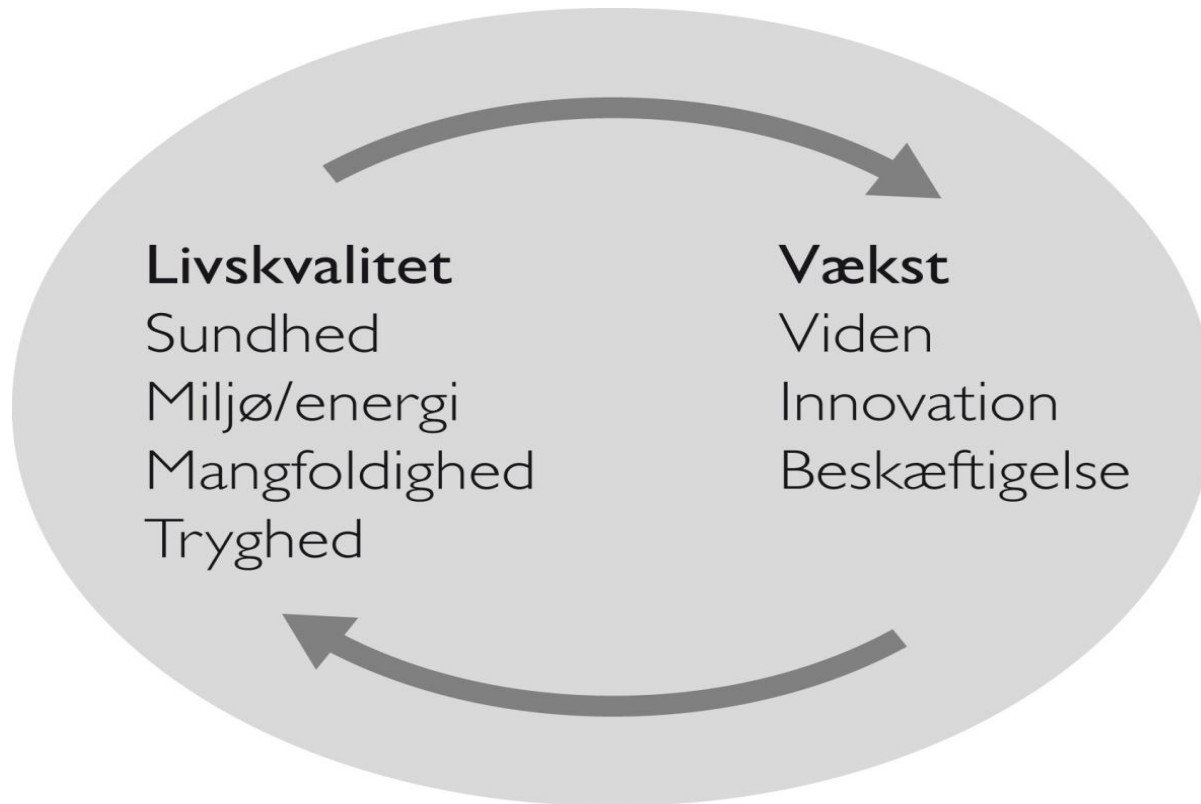 Livskvalitet
Sundhed
Miljø/energi
Mangfoldighed
Tryghed
Vækst
Viden
Innovation
Beskæftigelse